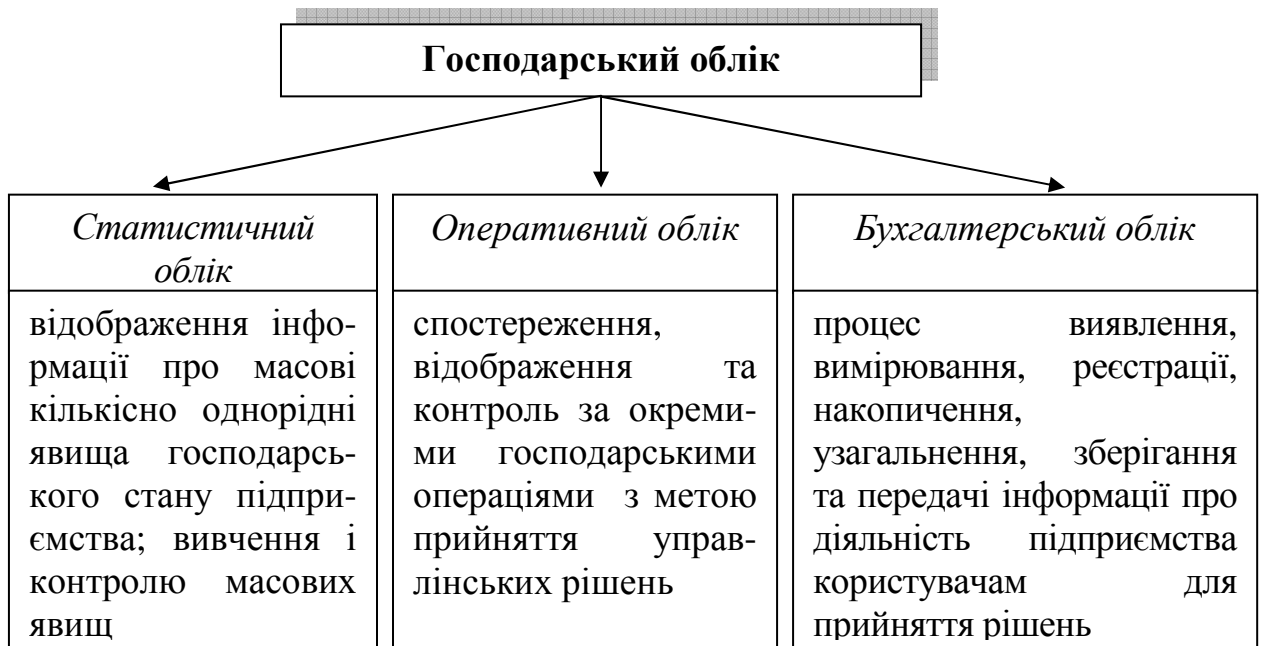 Господарський облік
Статистичний
облік
відображення інфо-
рмації про масові
кількісно однорідні
явища господарсь-
кого стану підпри-
ємства; вивчення і
контролю масових
явищ
Оперативний облік
спостереження,
відображення та
контроль за окреми-
ми господарськими
операціями з метою
прийняття управ-
лінських рішень
Бухгалтерський облік
процес виявлення,
вимірювання, реєстрації,
накопичення,
узагальнення, зберігання
та передачі інформації про
діяльність підприємства
користувачам для
прийняття рішень